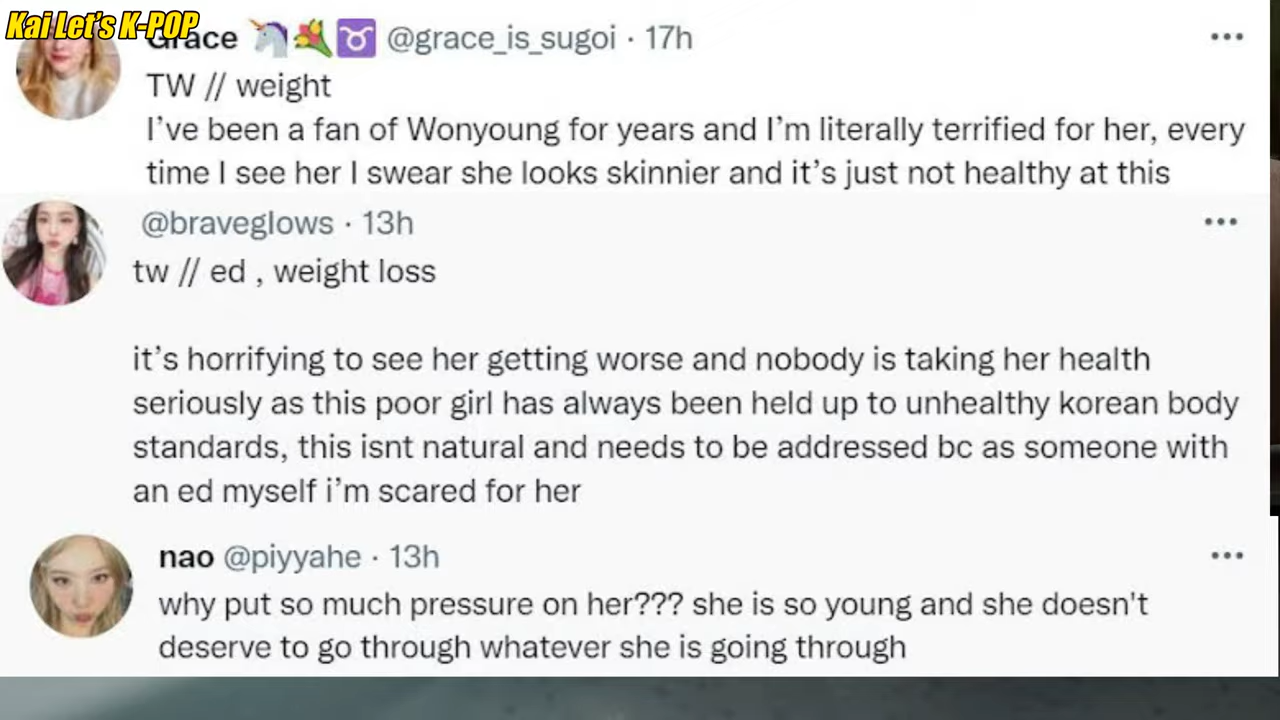 Kai Let's K-POP
Grace 🦄💐♉ @grace_is_sugoi · 17h
TW // weight
I've been a fan of Wonyoung for years and I'm literally terrified for her, every
time I see her I swear she looks skinnier and it's just not healthy at this
@braveglows · 13h
tw // ed , weight loss
it's horrifying to see her getting worse and nobody is taking her health
seriously as this poor girl has always been held up to unhealthy korean body
standards, this isnt natural and needs to be addressed bc as someone with
an ed myself i'm scared for her
nao @piyyahe · 13h
why put so much pressure on her??? she is so young and she doesn't
deserve to go through whatever she is going through